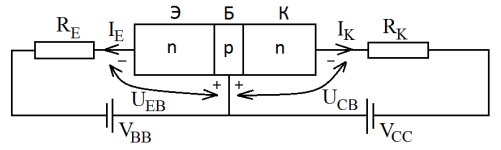 Э Б К
R_E I_E n p n I_K R_K
− + + −
U_EB U_CB
V_BB V_CC